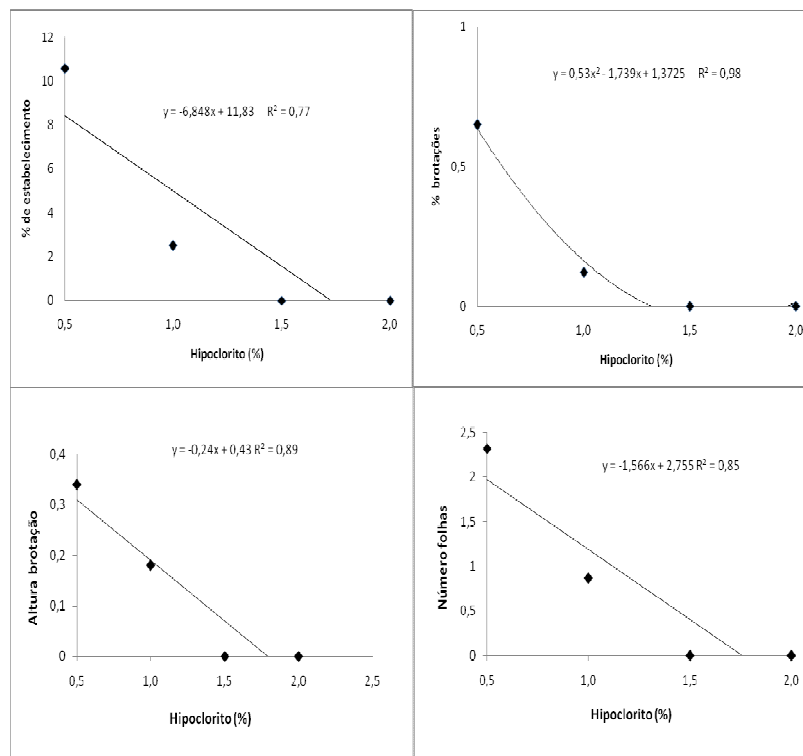 12
10
8
6
4
2
0
% de estabelecimento
y = -6,848x + 11,83 R² = 0,77
0,5 1,0 1,5 2,0
Hipoclorito (%)
1
0,5
0
% brotações
y = 0,53x² - 1,739x + 1,3725 R² = 0,98
0,5 1,0 1,5 2,0
Hipoclorito (%)
0,4
0,3
0,2
0,1
0
Altura brotação
y = -0,24x + 0,43 R² = 0,89
0,5 1,0 1,5 2,0 2,5
Hipoclorito (%)
2,5
2
1,5
1
0,5
0
Número folhas
y = -1,566x + 2,755 R² = 0,85
0,5 1,0 1,5 2,0
Hipoclorito (%)